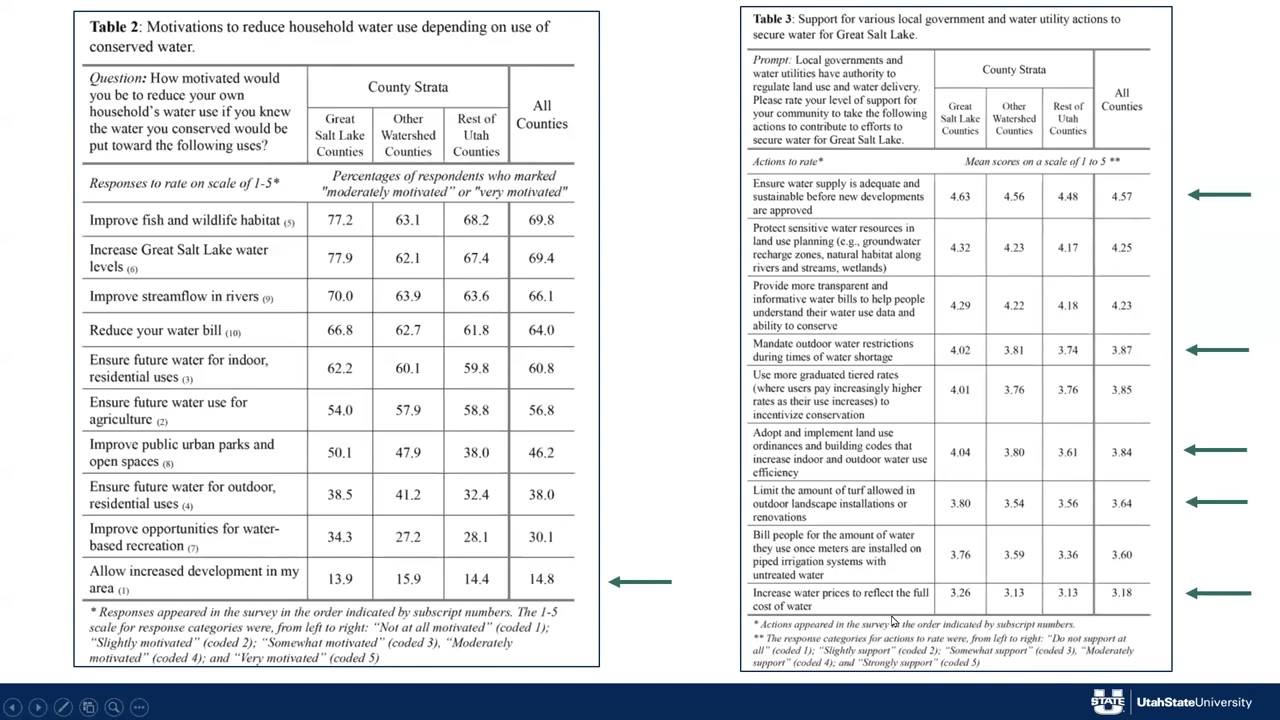 Table 2: Motivations to reduce household water use depending on use of
conserved water.
Question: How motivated would
you be to reduce your own
household's water use if you knew
the water you conserved would be
put toward the following uses?
County Strata
All
Counties
Great
Salt Lake
Counties
Other
Watershed
Counties
Rest of
Utah
Counties
Responses to rate on scale of 1-5*
Percentages of respondents who marked
"moderately motivated" or "very motivated"
Improve fish and wildlife habitat (5) 77.2 63.1 68.2 69.8
Increase Great Salt Lake water
levels (6) 77.9 62.1 67.4 69.4
Improve streamflow in rivers (9) 70.0 63.9 63.6 66.1
Reduce your water bill (10) 66.8 62.7 61.8 64.0
Ensure future water for indoor,
residential uses (3) 62.2 60.1 59.8 60.8
Ensure future water use for
agriculture (2) 54.0 57.9 58.8 56.8
Improve public urban parks and
open spaces (8) 50.1 47.9 38.0 46.2
Ensure future water for outdoor,
residential uses (4) 38.5 41.2 32.4 38.0
Improve opportunities for water-
based recreation (7) 34.3 27.2 28.1 30.1
Allow increased development in my
area (1) 13.9 15.9 14.4 14.8
* Responses appeared in the survey in the order indicated by subscript numbers. The 1-5
scale for response categories were, from left to right: "Not at all motivated" (coded 1);
"Slightly motivated" (coded 2); "Somewhat motivated" (coded 3), "Moderately
motivated" (coded 4); and "Very motivated" (coded 5)
Table 3: Support for various local government and water utility actions to
secure water for Great Salt Lake.
Prompt: Local governments and
water utilities have authority to
regulate land use and water delivery.
Please rate your level of support for
your community to take the following
actions to contribute to efforts to
secure water for Great Salt Lake.
County Strata
All
Counties
Great
Salt Lake
Counties
Other
Watershed
Counties
Rest of
Utah
Counties
Actions to rate*
Mean scores on a scale of 1 to 5 **
Ensure water supply is adequate and
sustainable before new developments
are approved 4.63 4.56 4.48 4.57
Protect sensitive water resources in
land use planning (e.g., groundwater
recharge zones, natural habitat along
rivers and streams, wetlands) 4.32 4.23 4.17 4.25
Provide more transparent and
informative water bills to help people
understand their water use data and
ability to conserve 4.29 4.22 4.18 4.23
Mandate outdoor water restrictions
during times of water shortage 4.02 3.81 3.74 3.87
Use more graduated tiered rates
(where users pay increasingly higher
rates as their use increases) to
incentivize conservation 4.01 3.76 3.76 3.85
Adopt and implement land use
ordinances and building codes that
increase indoor and outdoor water use
efficiency 4.04 3.80 3.61 3.84
Limit the amount of turf allowed in
outdoor landscape installations or
renovations 3.80 3.54 3.56 3.64
Bill people for the amount of water
they use once meters are installed on
piped irrigation systems with
untreated water 3.76 3.59 3.36 3.60
Increase water prices to reflect the full
cost of water 3.26 3.13 3.13 3.18
* Actions appeared in the survey in the order indicated by subscript numbers.
** The response categories for actions to rate were, from left to right: "Do not support at
all" (coded 1); "Slightly support" (coded 2); "Somewhat support" (coded 3), "Moderately
support" (coded 4); and "Strongly support" (coded 5)
U STATE UtahStateUniversity